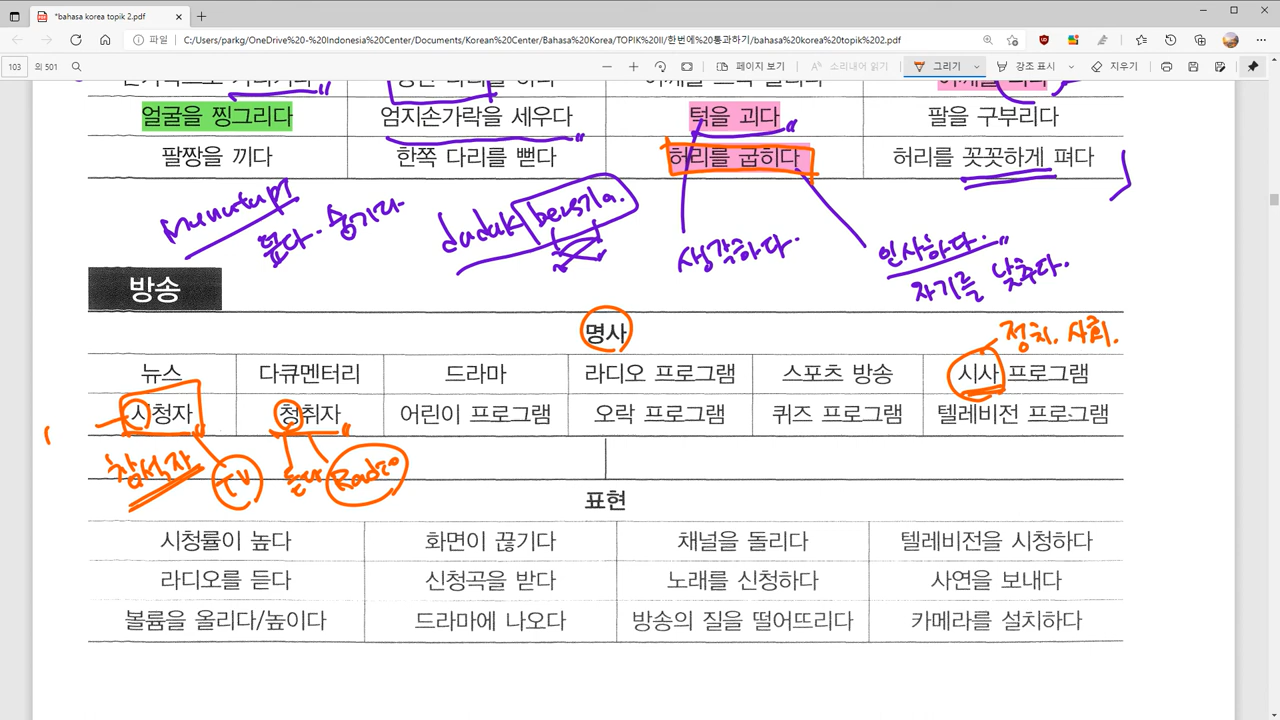 *bahasa korea topik 2.pdf
파일 C:/Users/parkg/OneDrive%20-%20Indonesia%20Center/Documents/Korean%20Center/Bahasa%20Korea/TOPIK%20II/한번에%20통과하기/bahasa%20korea%20topik%202.pdf
103 의 501 페이지 보기 소리내어 읽기 그리기 강조 표시 지우기
얼굴을 찡그리다 엄지손가락을 세우다 턱을 괴다 팔을 구부리다
팔짱을 끼다 한쪽 다리를 뻗다 허리를 굽히다 허리를 꼿꼿하게 펴다
Menutupi
숨기다
duduk bersila.
생각하다.
인사하다.
자기를 낮추다.
방송
명사
정치. 사회.
뉴스 다큐멘터리 드라마 라디오 프로그램 스포츠 방송 시사 프로그램
시청자 청취자 어린이 프로그램 오락 프로그램 퀴즈 프로그램 텔레비전 프로그램
참석자
TV
Radio
표현
시청률이 높다 화면이 끊기다 채널을 돌리다 텔레비전을 시청하다
라디오를 듣다 신청곡을 받다 노래를 신청하다 사연을 보내다
볼륨을 올리다/높이다 드라마에 나오다 방송의 질을 떨어뜨리다 카메라를 설치하다